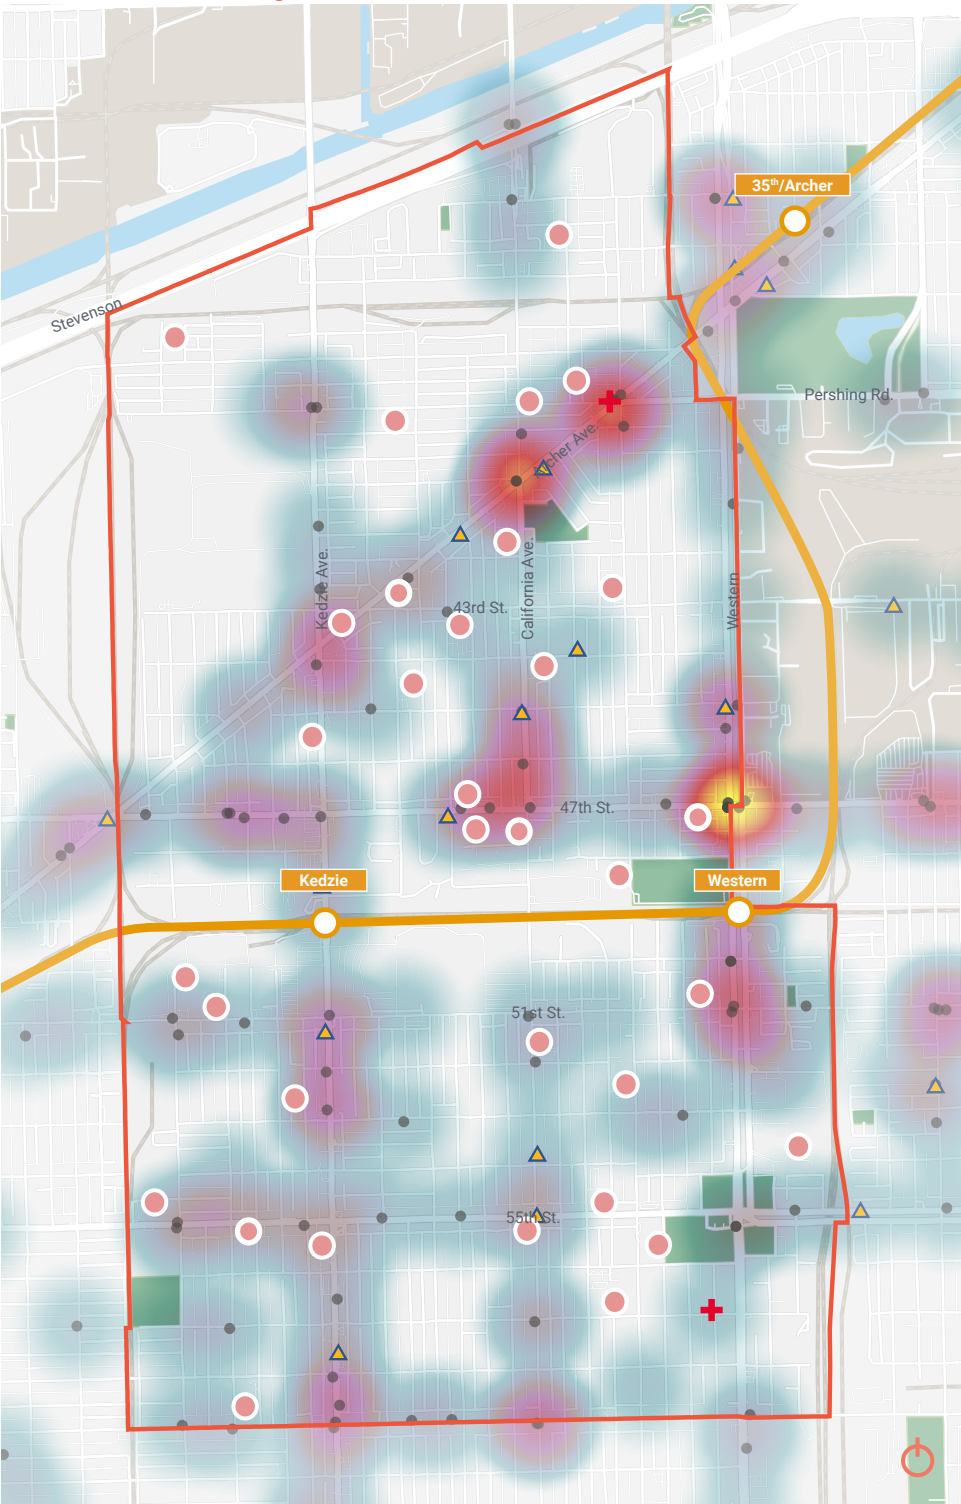 35th/Archer
Stevenson
Pershing Rd.
Archer Ave.
Kedzie Ave.
California Ave.
43rd St.
Western
47th St.
Kedzie
Western
51st St.
55th St.